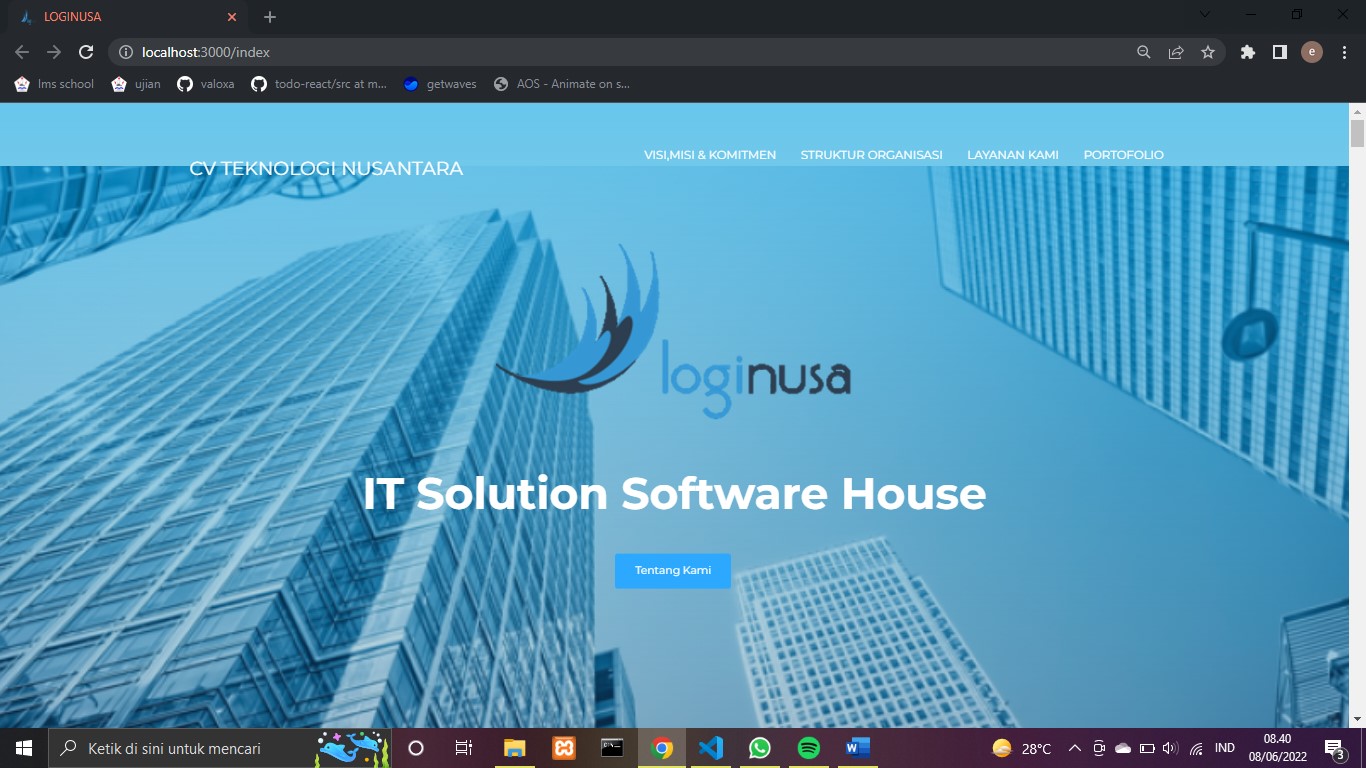 LOGINUSA
localhost:3000/index
e
lms school
ujian
valoxa
todo-react/src at m...
getwaves
AOS - Animate on s...
CV TEKNOLOGI NUSANTARA
VISI,MISI & KOMITMEN
STRUKTUR ORGANISASI
LAYANAN KAMI
PORTOFOLIO
loginusa
IT Solution Software House
Tentang Kami
Ketik di sini untuk mencari
28°C
IND
08.40
08/06/2022
3